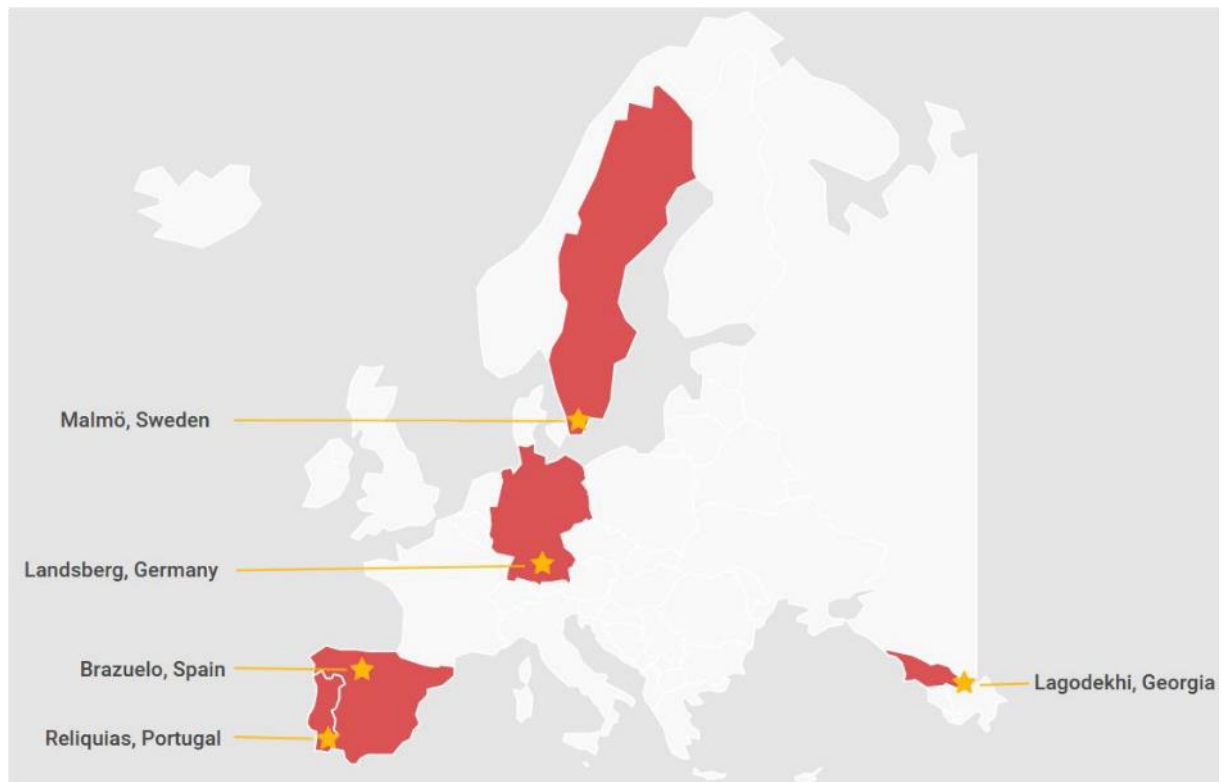 Malmö, Sweden
Landsberg, Germany
Brazuelo, Spain
Lagodekhi, Georgia
Reliquias, Portugal